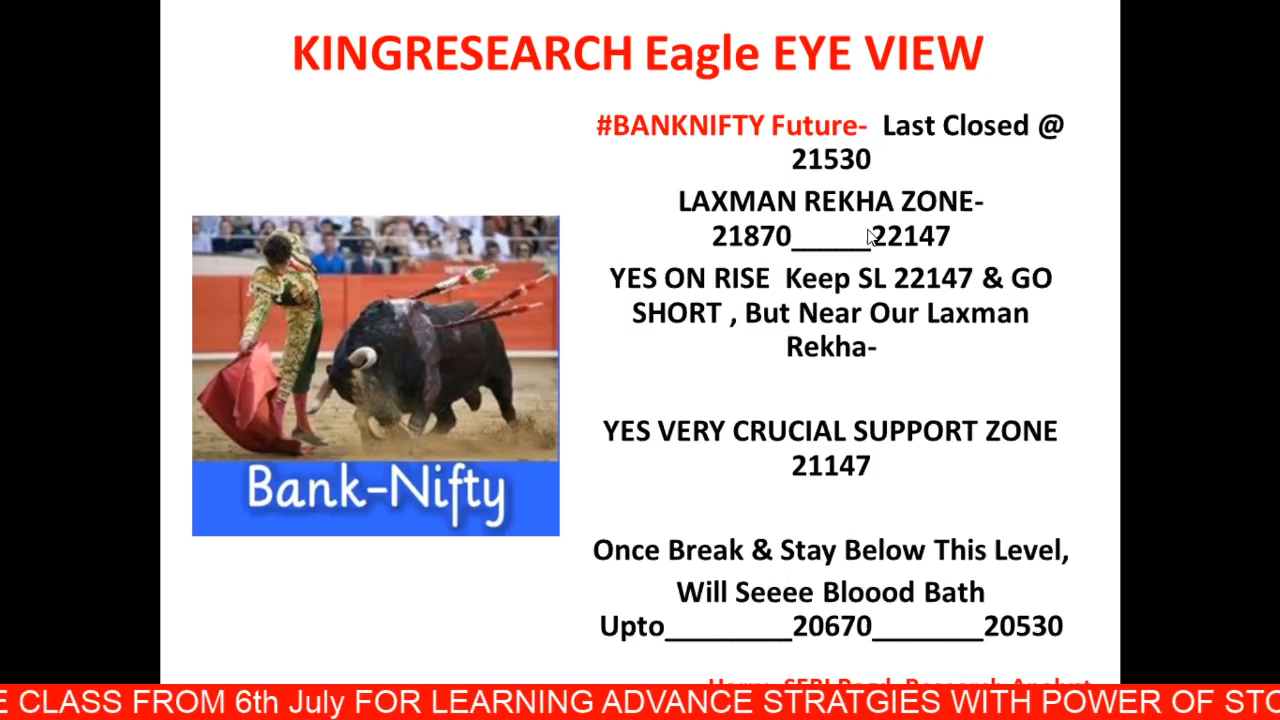 KINGRESEARCH Eagle EYE VIEW
#BANKNIFTY Future-  Last Closed @
21530
LAXMAN REKHA ZONE-
21870_____22147
YES ON RISE  Keep SL 22147 & GO
SHORT , But Near Our Laxman
Rekha-
YES VERY CRUCIAL SUPPORT ZONE
21147
Once Break & Stay Below This Level,
Will Seeee Bloood Bath
Upto________20670_______20530
Bank-Nifty
E CLASS FROM 6th July FOR LEARNING ADVANCE STRATGIES WITH POWER OF STO